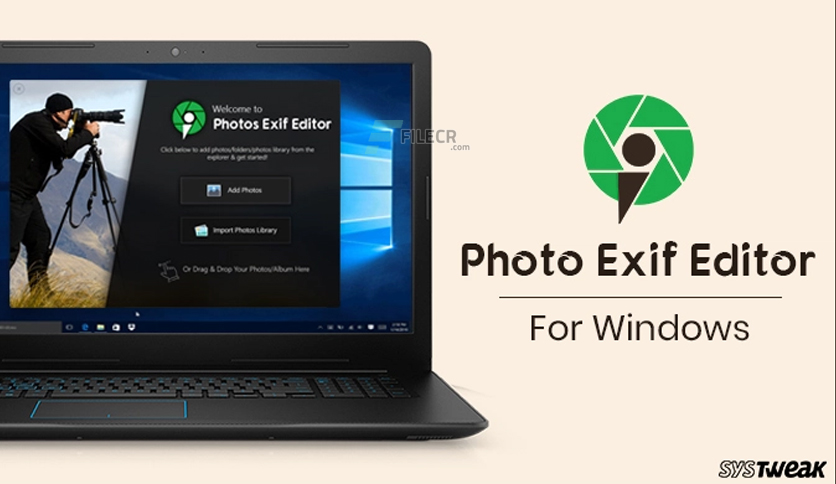 Welcome to
Photos Exif Editor
Click below to add photos/folders/photos library from the
explorer & get started!
Add Photos
Import Photos Library
Or Drag & Drop Your Photos/Album Here
FILECR
.com
Photo Exif Editor
For Windows
SYSTWEAK